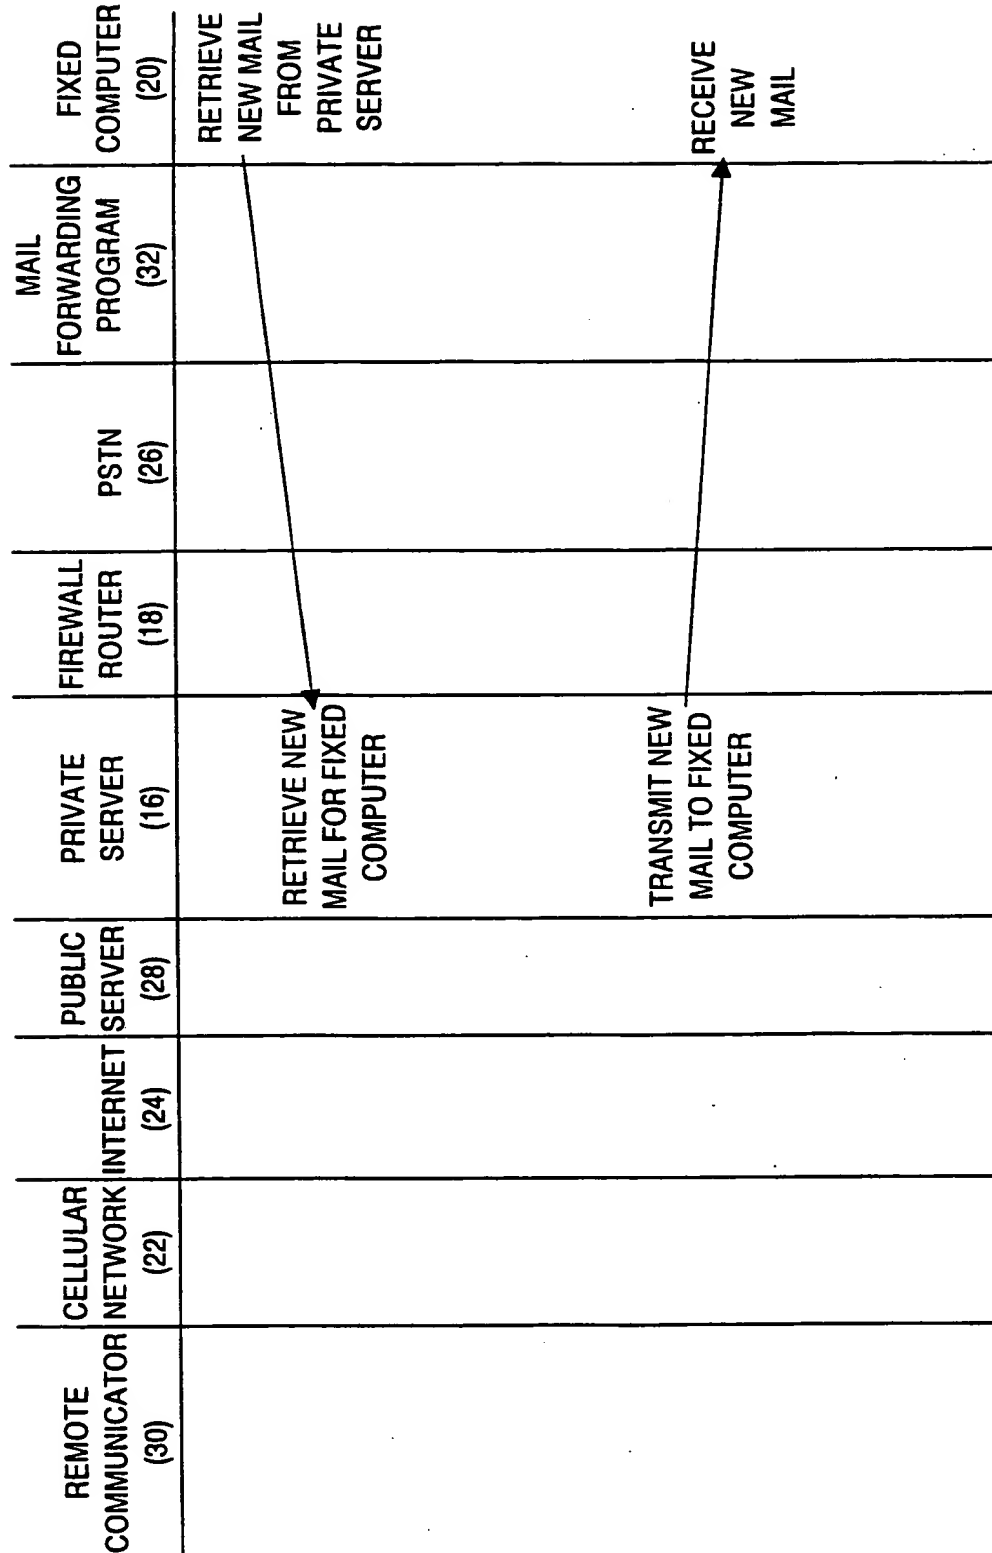 REMOTE
COMMUNICATOR
(30)
CELLULAR
NETWORK
(22)
INTERNET
(24)
PUBLIC
SERVER
(28)
PRIVATE
SERVER
(16)
FIREWALL
ROUTER
(18)
PSTN
(26)
MAIL
FORWARDING
PROGRAM
(32)
FIXED
COMPUTER
(20)
RETRIEVE
NEW MAIL
FROM
PRIVATE
SERVER
RETRIEVE NEW
MAIL FOR FIXED
COMPUTER
TRANSMIT NEW
MAIL TO FIXED
COMPUTER
RECEIVE
NEW
MAIL